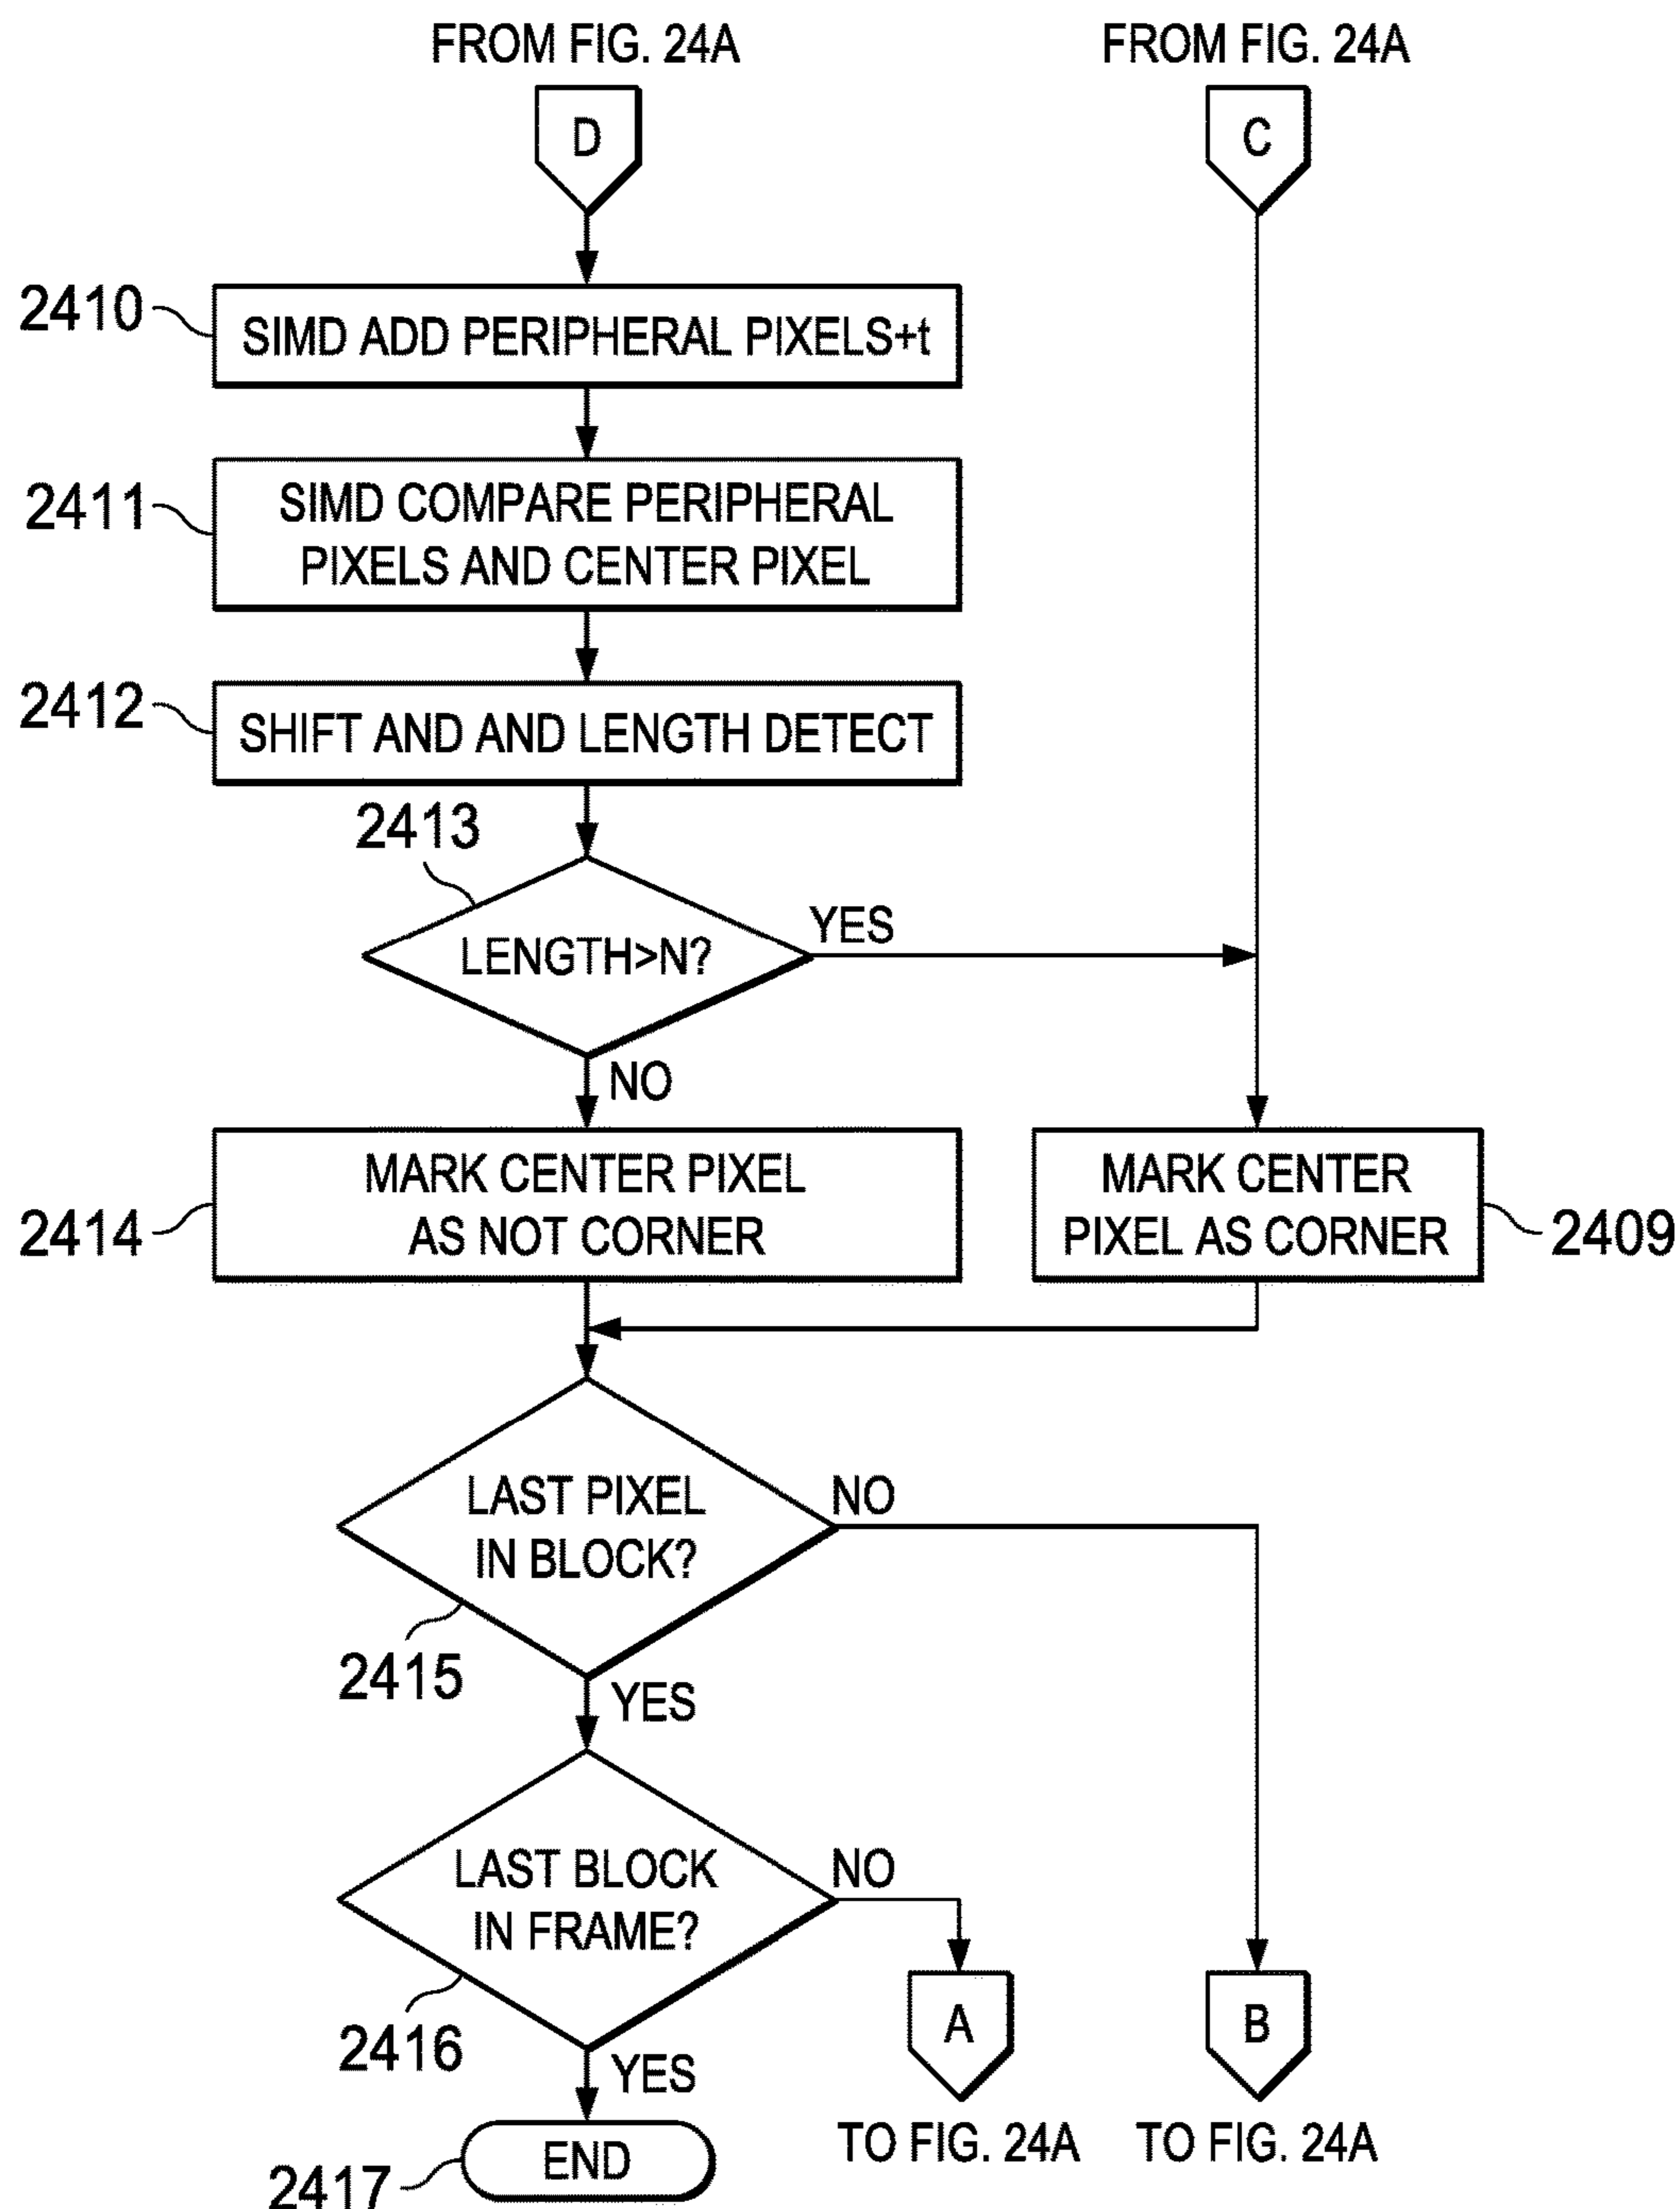 FROM FIG. 24A
FROM FIG. 24A
D
C
2410
SIMD ADD PERIPHERAL PIXELS+t
2411
SIMD COMPARE PERIPHERAL
PIXELS AND CENTER PIXEL
2412
SHIFT AND AND LENGTH DETECT
2413
LENGTH>N?
YES
NO
2414
MARK CENTER PIXEL
AS NOT CORNER
MARK CENTER
PIXEL AS CORNER
2409
LAST PIXEL
IN BLOCK?
NO
2415
YES
LAST BLOCK
IN FRAME?
NO
2416
YES
A
B
TO FIG. 24A
TO FIG. 24A
END
2417